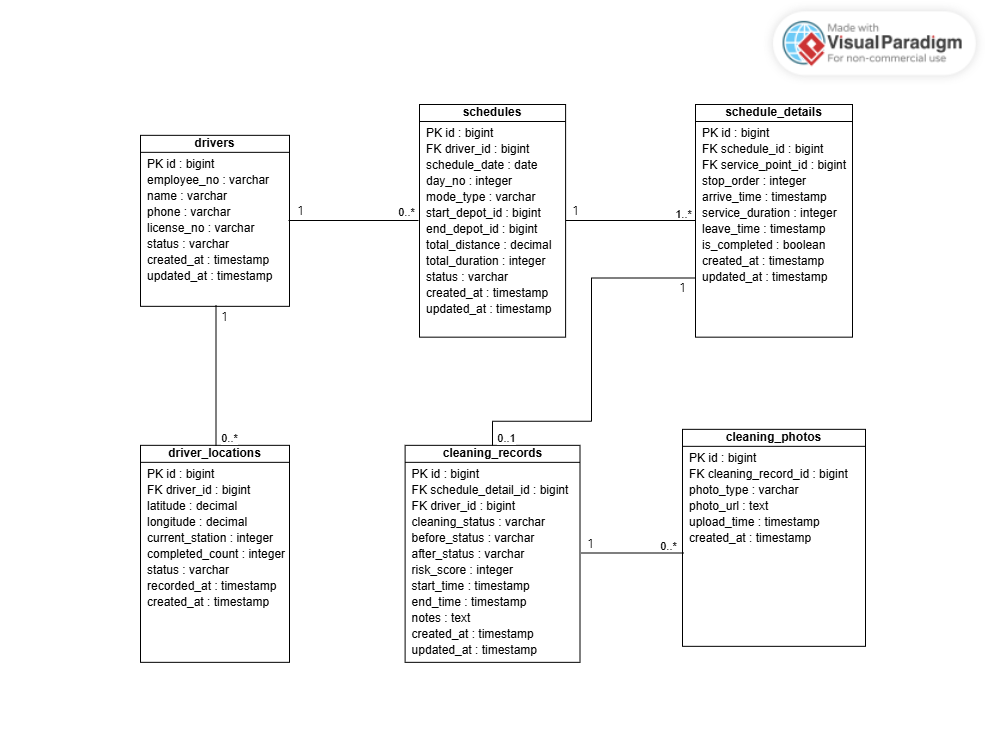 Made with
Visual Paradigm
For non-commercial use
drivers
PK id : bigint
employee_no : varchar
name : varchar
phone : varchar
license_no : varchar
status : varchar
created_at : timestamp
updated_at : timestamp
1
0..*
schedules
PK id : bigint
FK driver_id : bigint
schedule_date : date
day_no : integer
mode_type : varchar
start_depot_id : bigint
end_depot_id : bigint
total_distance : decimal
total_duration : integer
status : varchar
created_at : timestamp
updated_at : timestamp
1
1..*
schedule_details
PK id : bigint
FK schedule_id : bigint
FK service_point_id : bigint
stop_order : integer
arrive_time : timestamp
service_duration : integer
leave_time : timestamp
is_completed : boolean
created_at : timestamp
updated_at : timestamp
1
1
0..*
driver_locations
PK id : bigint
FK driver_id : bigint
latitude : decimal
longitude : decimal
current_station : integer
completed_count : integer
status : varchar
recorded_at : timestamp
created_at : timestamp
0..1
cleaning_records
PK id : bigint
FK schedule_detail_id : bigint
FK driver_id : bigint
cleaning_status : varchar
before_status : varchar
after_status : varchar
risk_score : integer
start_time : timestamp
end_time : timestamp
notes : text
created_at : timestamp
updated_at : timestamp
1
0..*
cleaning_photos
PK id : bigint
FK cleaning_record_id : bigint
photo_type : varchar
photo_url : text
upload_time : timestamp
created_at : timestamp